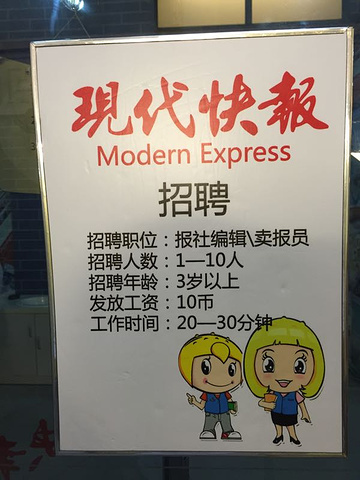 现代快報
Modern Express
招聘
招聘职位：报社编辑\卖报员
招聘人数：1—10人
招聘年龄：3岁以上
发放工资：10币
工作时间：20—30分钟